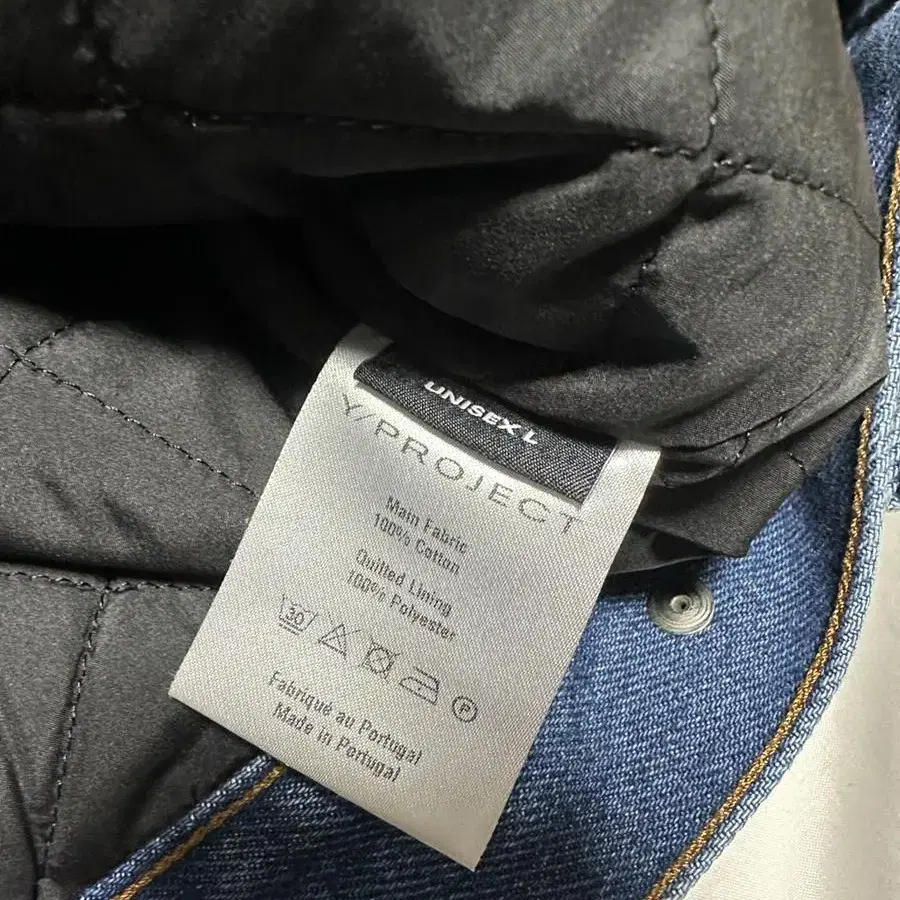 UNISEX L
Y/PROJECT
Main Fabric
100% Cotton
Quilted Lining
100% Polyester
30 P
Fabriqué au Portugal
Made in Portugal